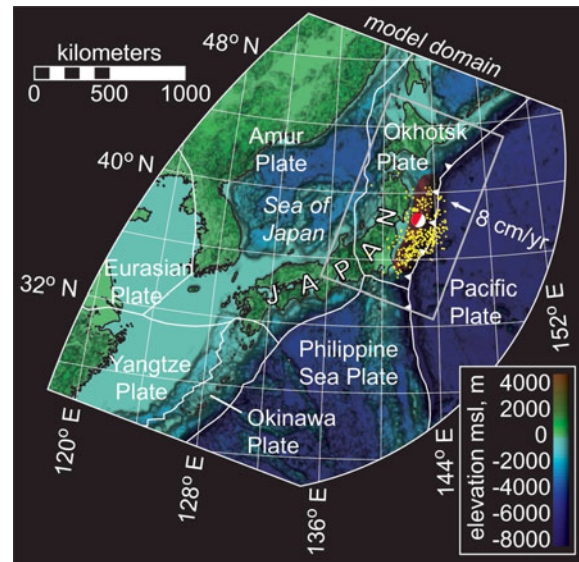 kilometers
0 500 1000
model domain
48° N
40° N
32° N
Amur
Plate
Okhotsk
Plate
Sea of
Japan
JAPAN
8 cm/yr.
Eurasian
Plate
Pacific
Plate
Yangtze
Plate
Philippine
Sea Plate
Okinawa
Plate
120° E
128° E
136° E
144° E
152° E
elevation msl, m
4000
2000
0
-2000
-4000
-6000
-8000